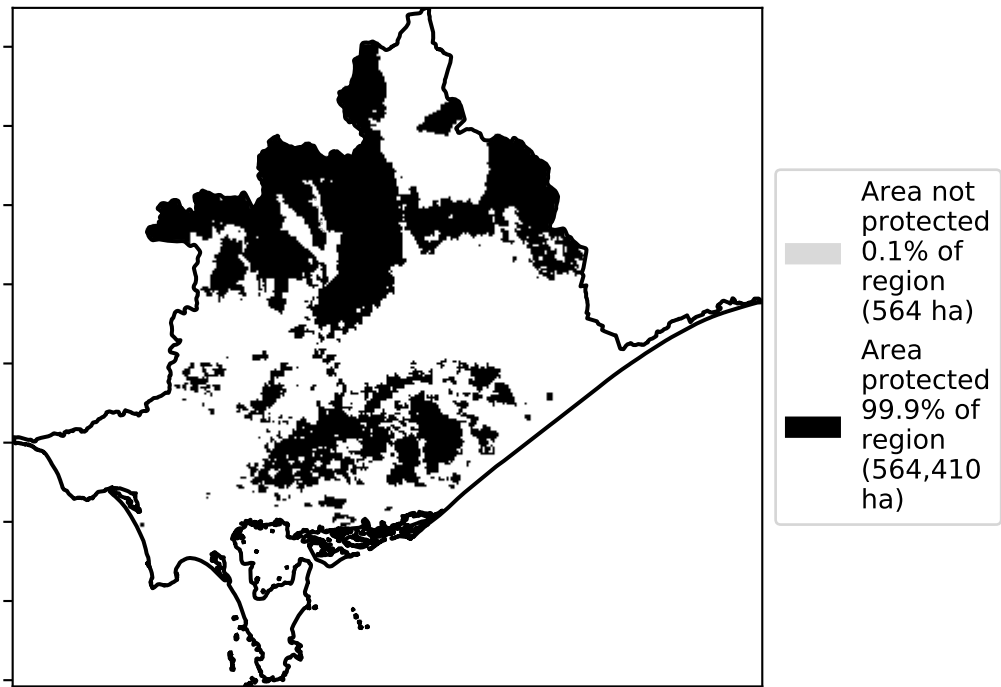 Area not
protected
0.1% of
region
(564 ha)
Area
protected
99.9% of
region
(564,410
ha)